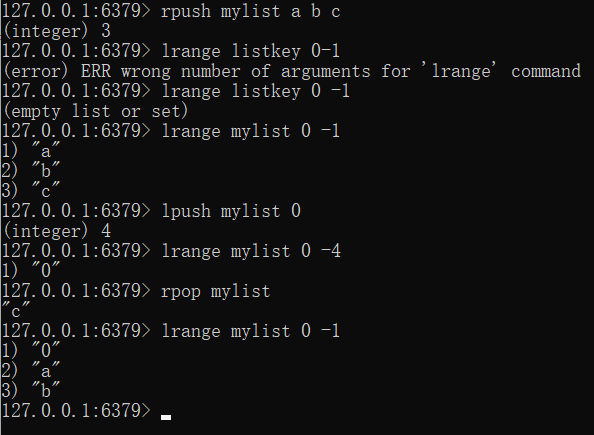 127.0.0.1:6379> rpush mylist a b c
(integer) 3
127.0.0.1:6379> lrange listkey 0-1
(error) ERR wrong number of arguments for 'lrange' command
127.0.0.1:6379> lrange listkey 0 -1
(empty list or set)
127.0.0.1:6379> lrange mylist 0 -1
1) "a"
2) "b"
3) "c"
127.0.0.1:6379> lpush mylist 0
(integer) 4
127.0.0.1:6379> lrange mylist 0 -4
1) "0"
127.0.0.1:6379> rpop mylist
"c"
127.0.0.1:6379> lrange mylist 0 -1
1) "0"
2) "a"
3) "b"
127.0.0.1:6379>